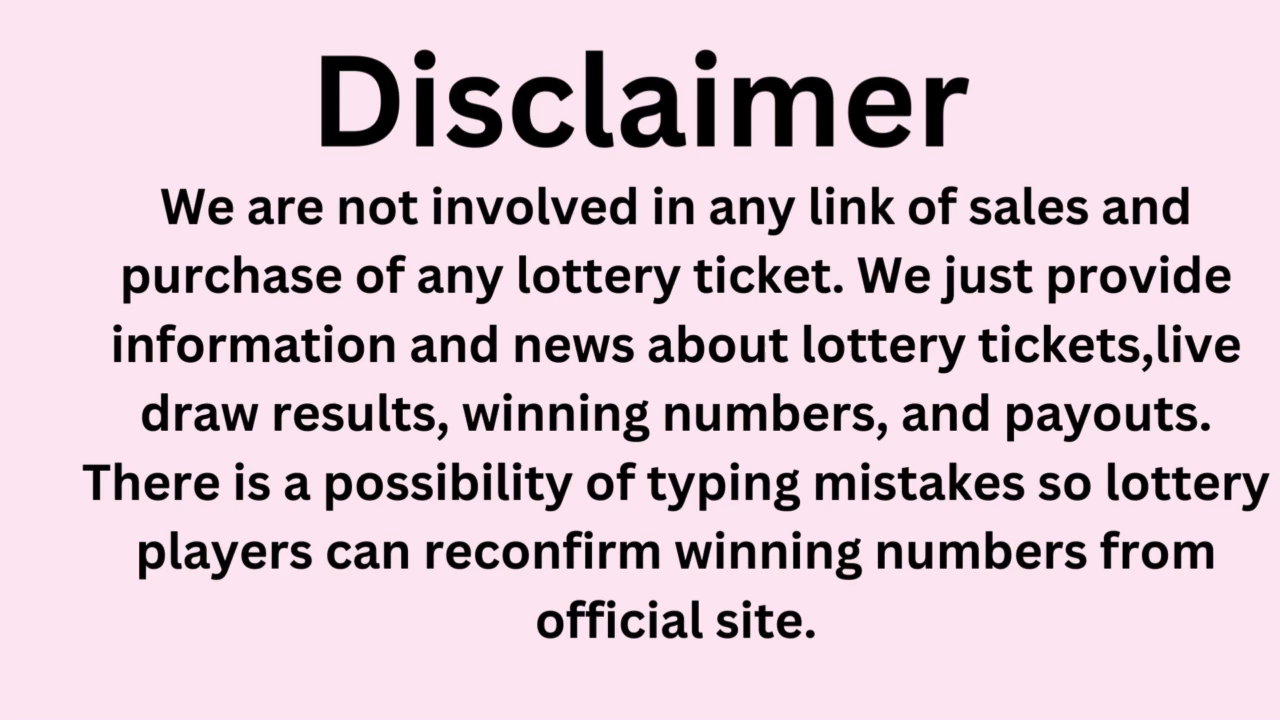 Disclaimer
We are not involved in any link of sales and
purchase of any lottery ticket. We just provide
information and news about lottery tickets,live
draw results, winning numbers, and payouts.
There is a possibility of typing mistakes so lottery
players can reconfirm winning numbers from
official site.